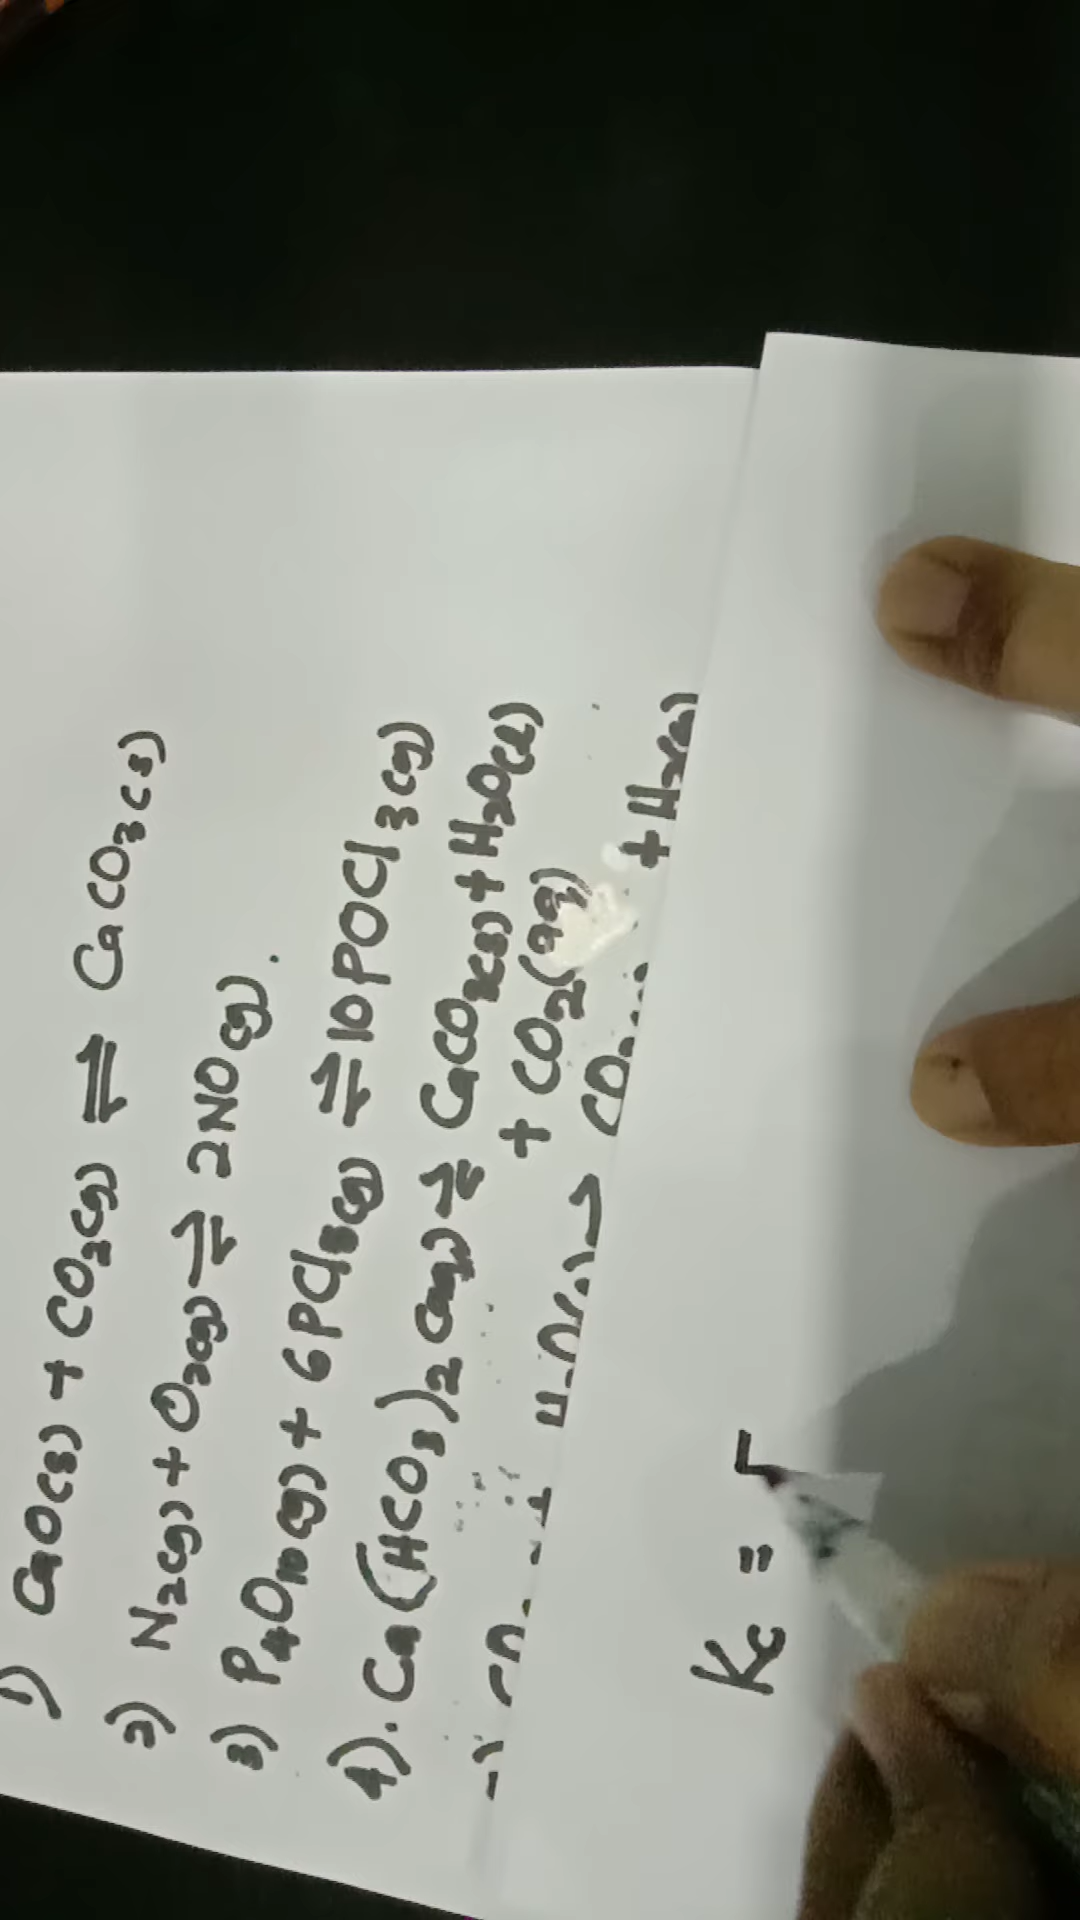 1) CaO(s) + CO2(g) ⇌ CaCO3(s)
2) N2(g) + O2(g) ⇌ 2NO(g).
3) P4O10(g) + 6PCl5(g) ⇌ 10POCl3(g)
4). Ca(HCO3)2(aq) ⇌ CaCO3(s) + H2O(l)
+ CO2(aq)
Kc =